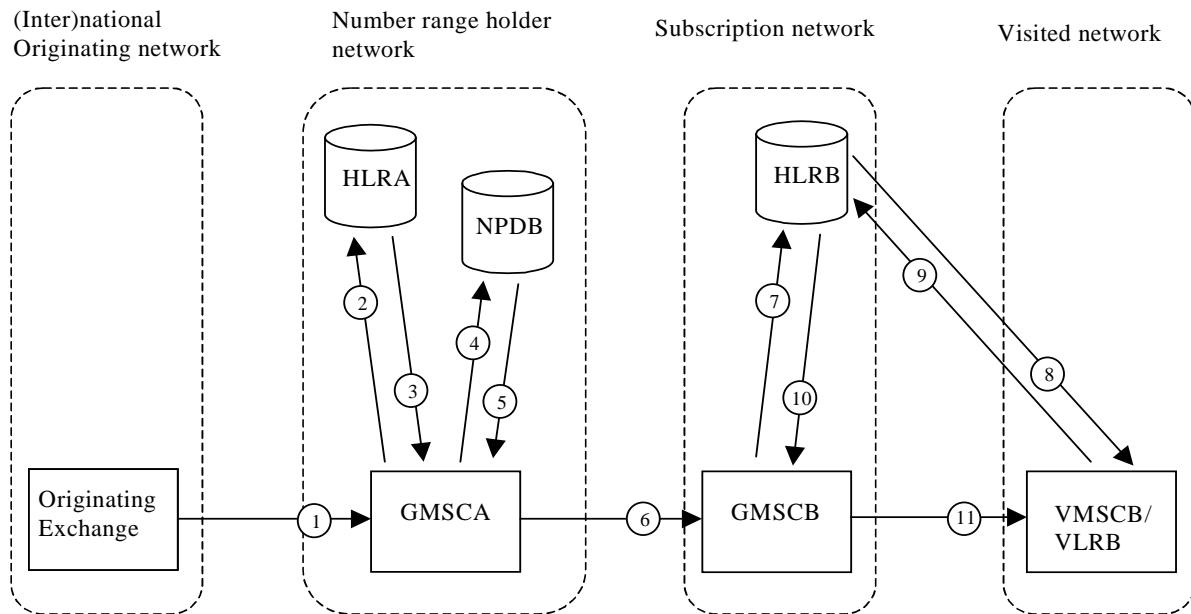 (Inter)national
Originating network
Number range holder
network
Subscription network
Visited network
HLRA
NPDB
HLRB
2
3
4
5
7
10
9
8
Originating
Exchange
1
GMSCA
6
GMSCB
11
VMSCB/
VLRB